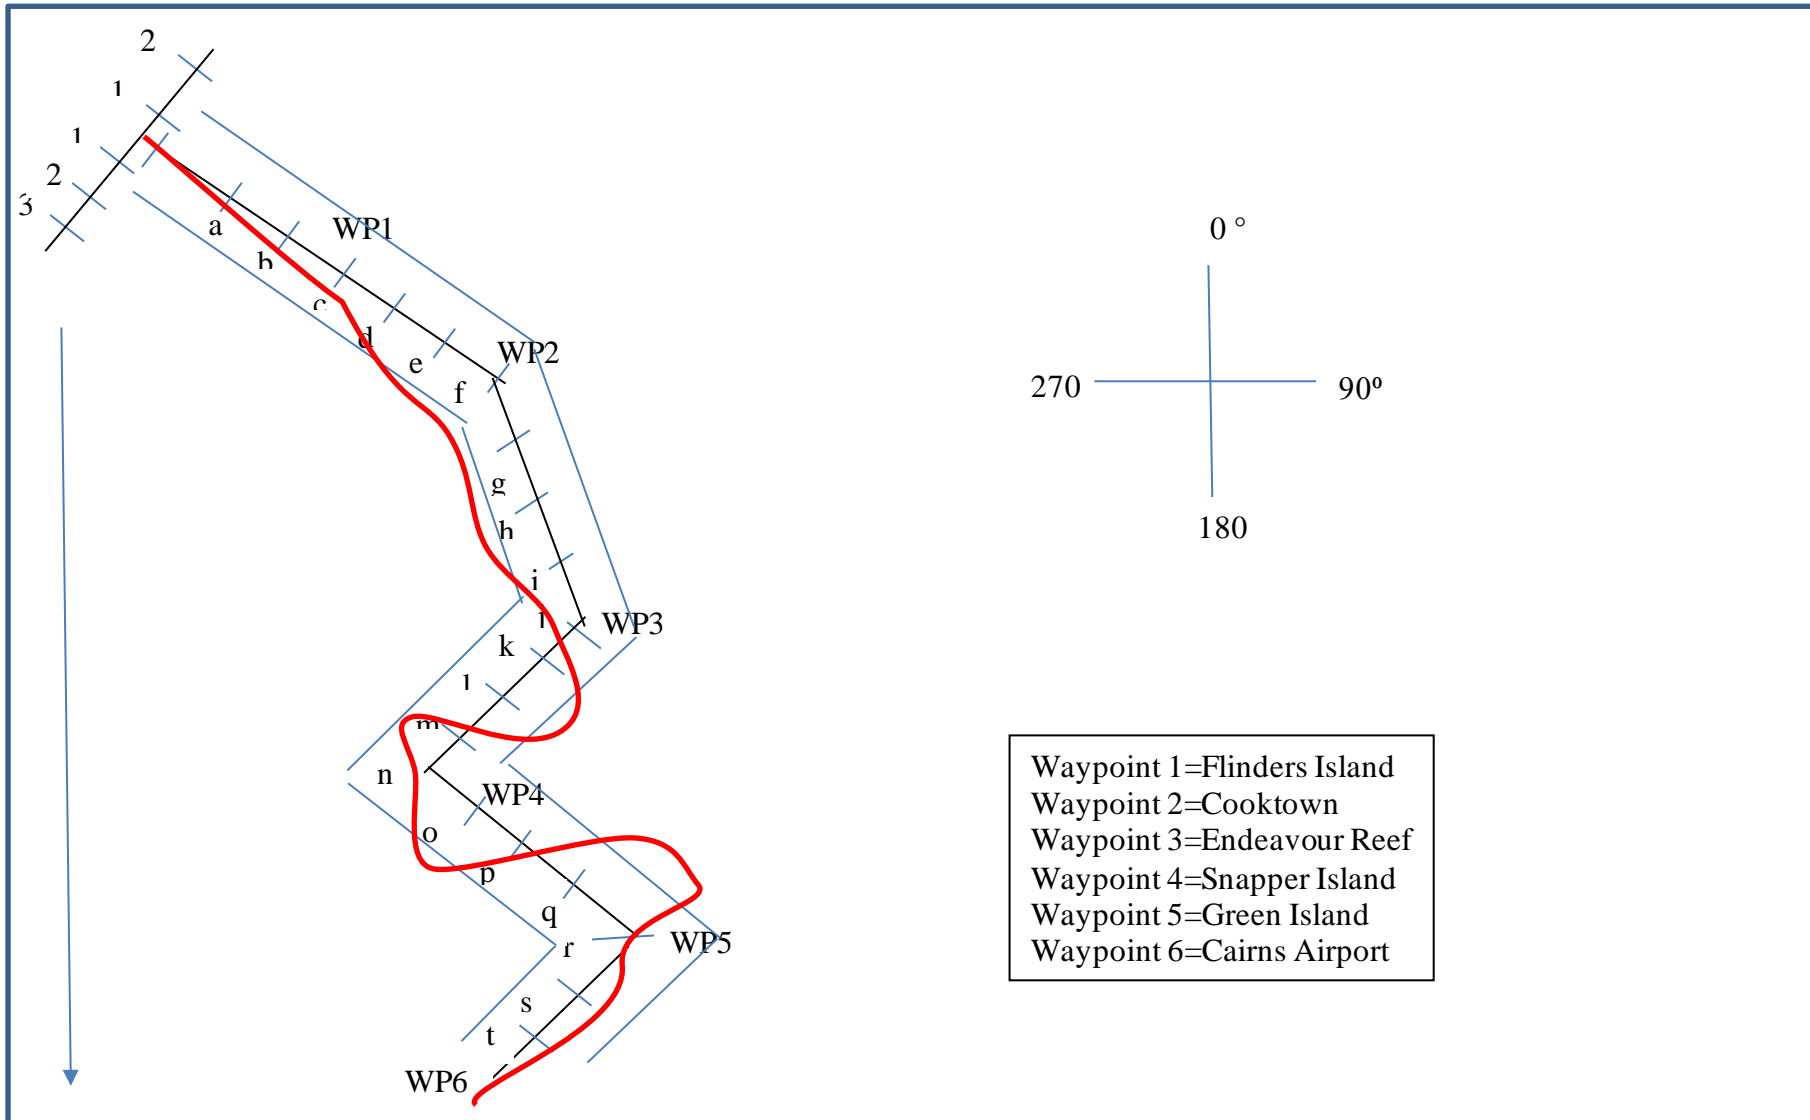 2
1
1
2
3
a
WP1
b
c
d
WP2
e
f
g
h
i
WP3
k
l
m
n
WP4
o
p
q
WP5
r
s
t
WP6
0 °
270
90º
180
Waypoint 1=Flinders Island
Waypoint 2=Cooktown
Waypoint 3=Endeavour Reef
Waypoint 4=Snapper Island
Waypoint 5=Green Island
Waypoint 6=Cairns Airport